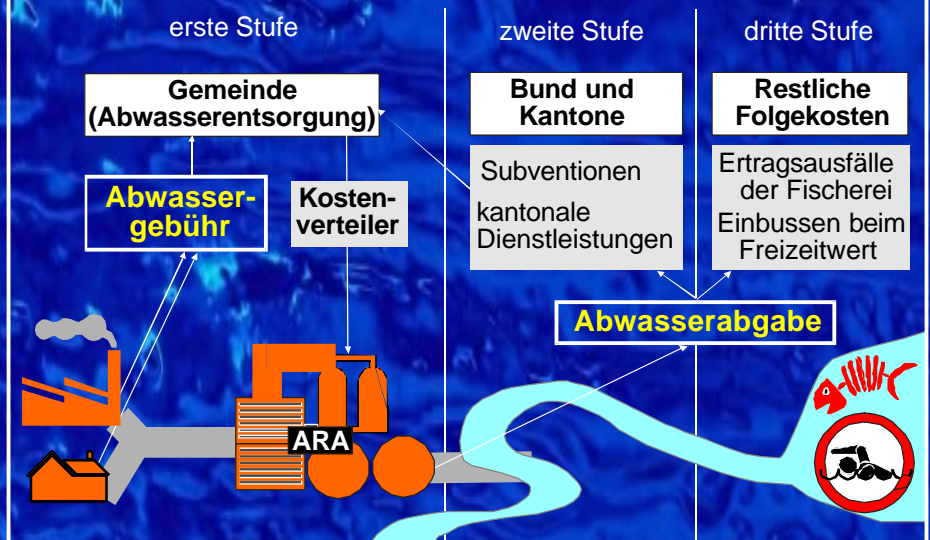 erste Stufe
zweite Stufe
dritte Stufe
Gemeinde
(Abwasserentsorgung)
Bund und
Kantone
Restliche
Folgekosten
Abwasser-
gebühr
Kosten-
verteiler
Subventionen
kantonale
Dienstleistungen
Ertragsausfälle
der Fischerei
Einbussen beim
Freizeitwert
Abwasserabgabe
ARA